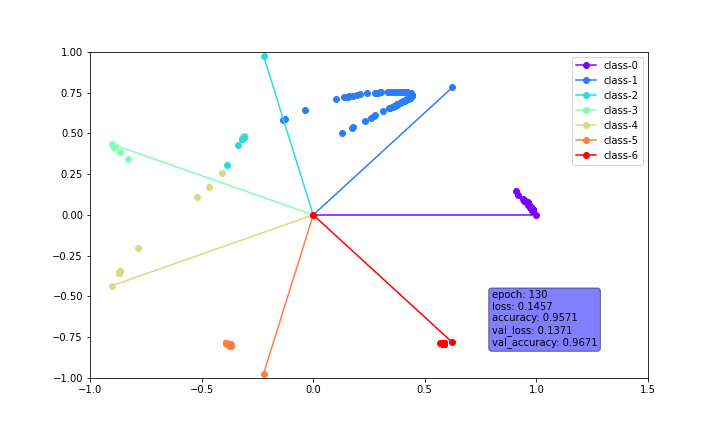 1.00
0.75
0.50
0.25
0.00
−0.25
−0.50
−0.75
−1.00
−1.0
−0.5
0.0
0.5
1.0
1.5
class-0
class-1
class-2
class-3
class-4
class-5
class-6
epoch: 130
loss: 0.1457
accuracy: 0.9571
val_loss: 0.1371
val_accuracy: 0.9671